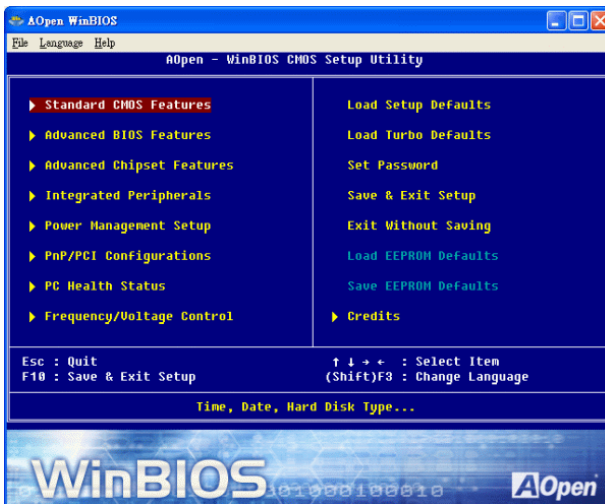 AOpen WinBIOS
File Language Help
AOpen - WinBIOS CMOS Setup Utility
Standard CMOS Features
Advanced BIOS Features
Advanced Chipset Features
Integrated Peripherals
Power Management Setup
PnP/PCI Configurations
PC Health Status
Frequency/Voltage Control
Load Setup Defaults
Load Turbo Defaults
Set Password
Save & Exit Setup
Exit Without Saving
Load EEPROM Defaults
Save EEPROM Defaults
Credits
Esc : Quit
F10 : Save & Exit Setup
↑ ↓ → ← : Select Item
(Shift)F3 : Change Language
Time, Date, Hard Disk Type...
WinBIOS
AOpen